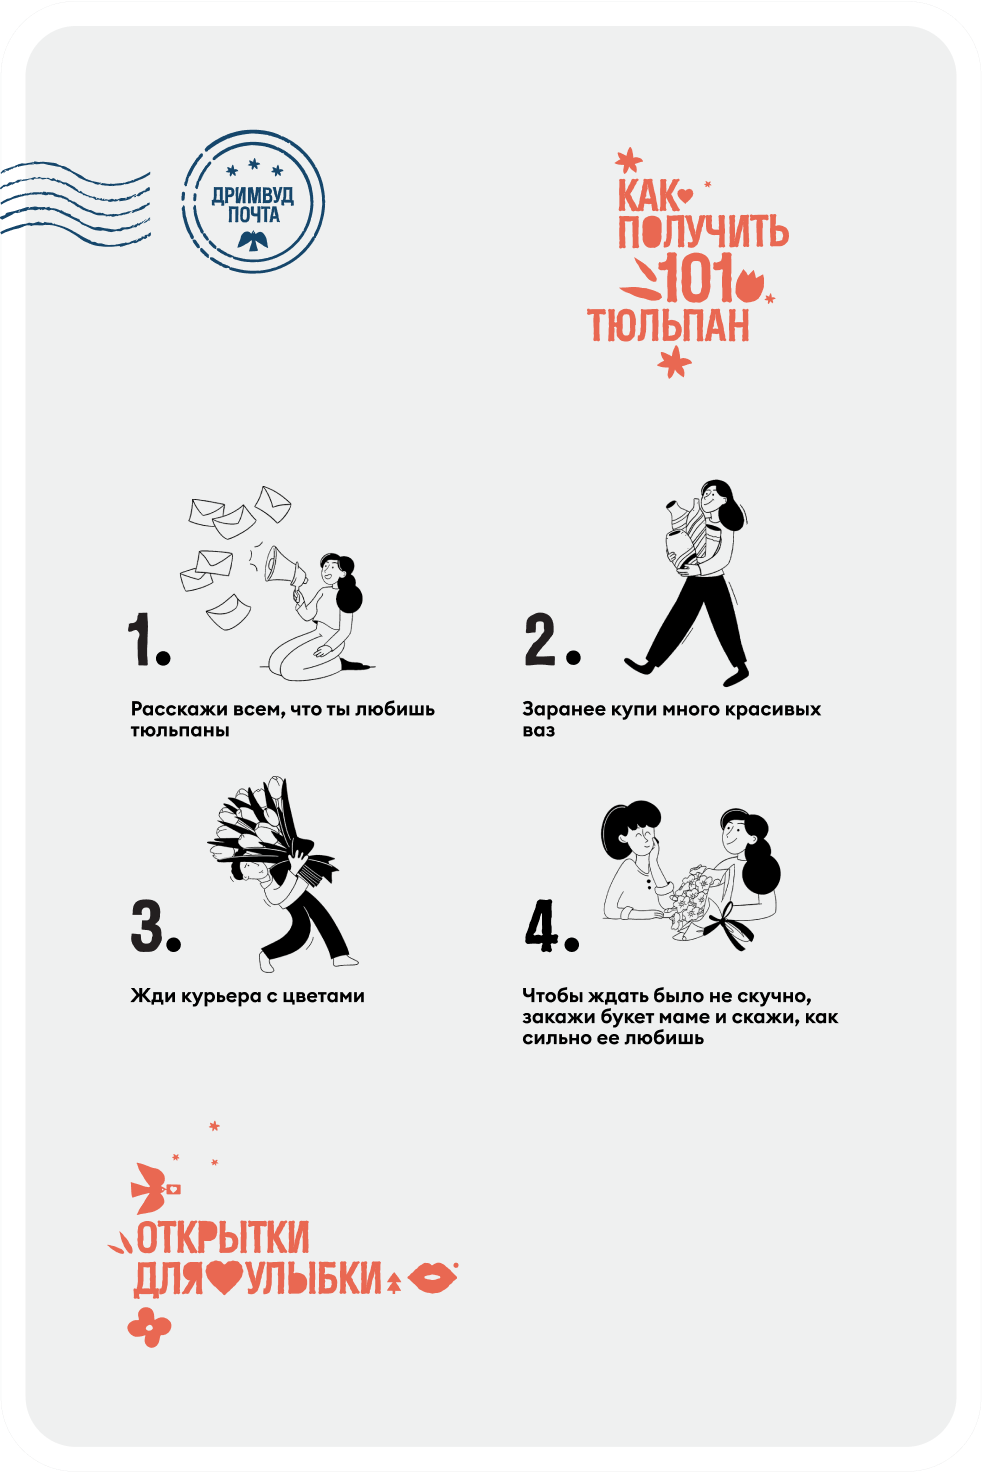 ДРИМВУД
ПОЧТА
КАК
ПОЛУЧИТЬ
101
ТЮЛЬПАН
1.
Расскажи всем, что ты любишь
тюльпаны
2.
Заранее купи много красивых
ваз
3.
Жди курьера с цветами
4.
Чтобы ждать было не скучно,
закажи букет маме и скажи, как
сильно ее любишь
ОТКРЫТКИ
ДЛЯ УЛЫБКИ